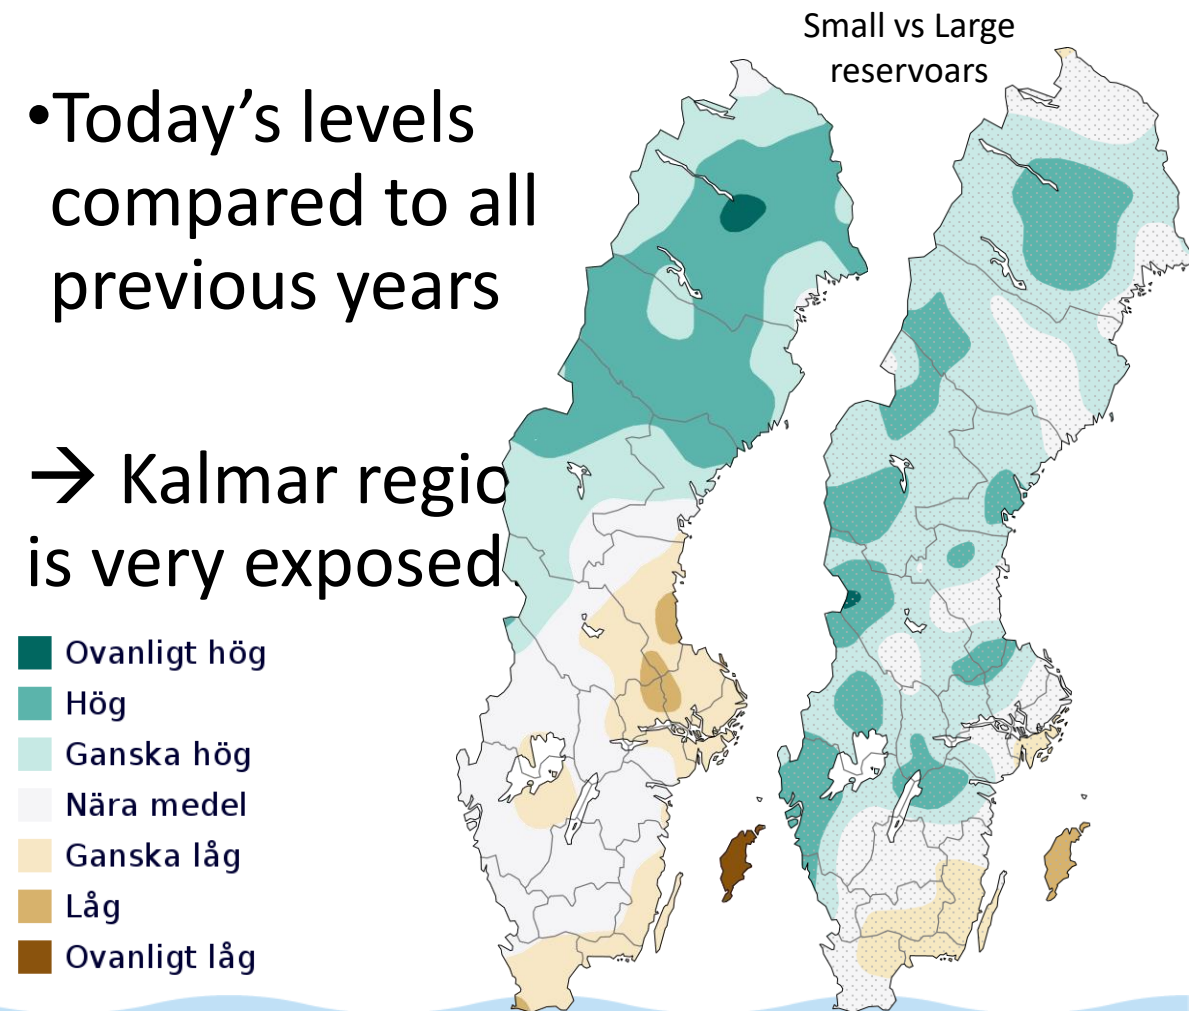 Small vs Large
reservoars
•Today’s levels
compared to all
previous years
→ Kalmar regio
is very exposed.
Ovanligt hög
Hög
Ganska hög
Nära medel
Ganska låg
Låg
Ovanligt låg